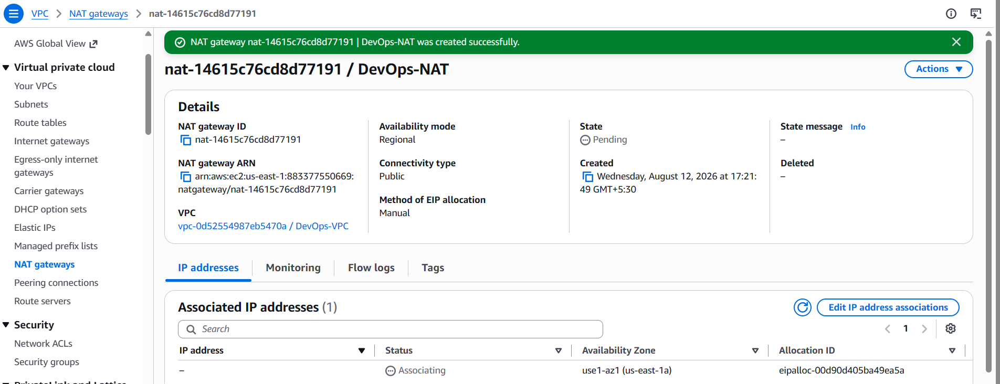 VPC > NAT gateways > nat-14615c76cd8d77191
AWS Global View
Virtual private cloud
Your VPCs
Subnets
Route tables
Internet gateways
Egress-only internet
gateways
Carrier gateways
DHCP option sets
Elastic IPs
Managed prefix lists
NAT gateways
Peering connections
Route servers
Security
Network ACLs
Security groups
PrivateLink and Lattice
NAT gateway nat-14615c76cd8d77191 | DevOps-NAT was created successfully.
nat-14615c76cd8d77191 / DevOps-NAT
Actions
Details
NAT gateway ID
nat-14615c76cd8d77191
NAT gateway ARN
arn:aws:ec2:us-east-1:883377550669:
natgateway/nat-14615c76cd8d77191
VPC
vpc-0d52554987eb5470a / DevOps-VPC
Availability mode
Regional
Connectivity type
Public
Method of EIP allocation
Manual
State
Pending
Created
Wednesday, August 12, 2026 at 17:21:
49 GMT+5:30
State message Info
–
Deleted
–
IP addresses
Monitoring
Flow logs
Tags
Associated IP addresses (1)
Edit IP address associations
Search
1
IP address Status Availability Zone Allocation ID
– Associating use1-az1 (us-east-1a) eipalloc-00d90d405ba49ea5a